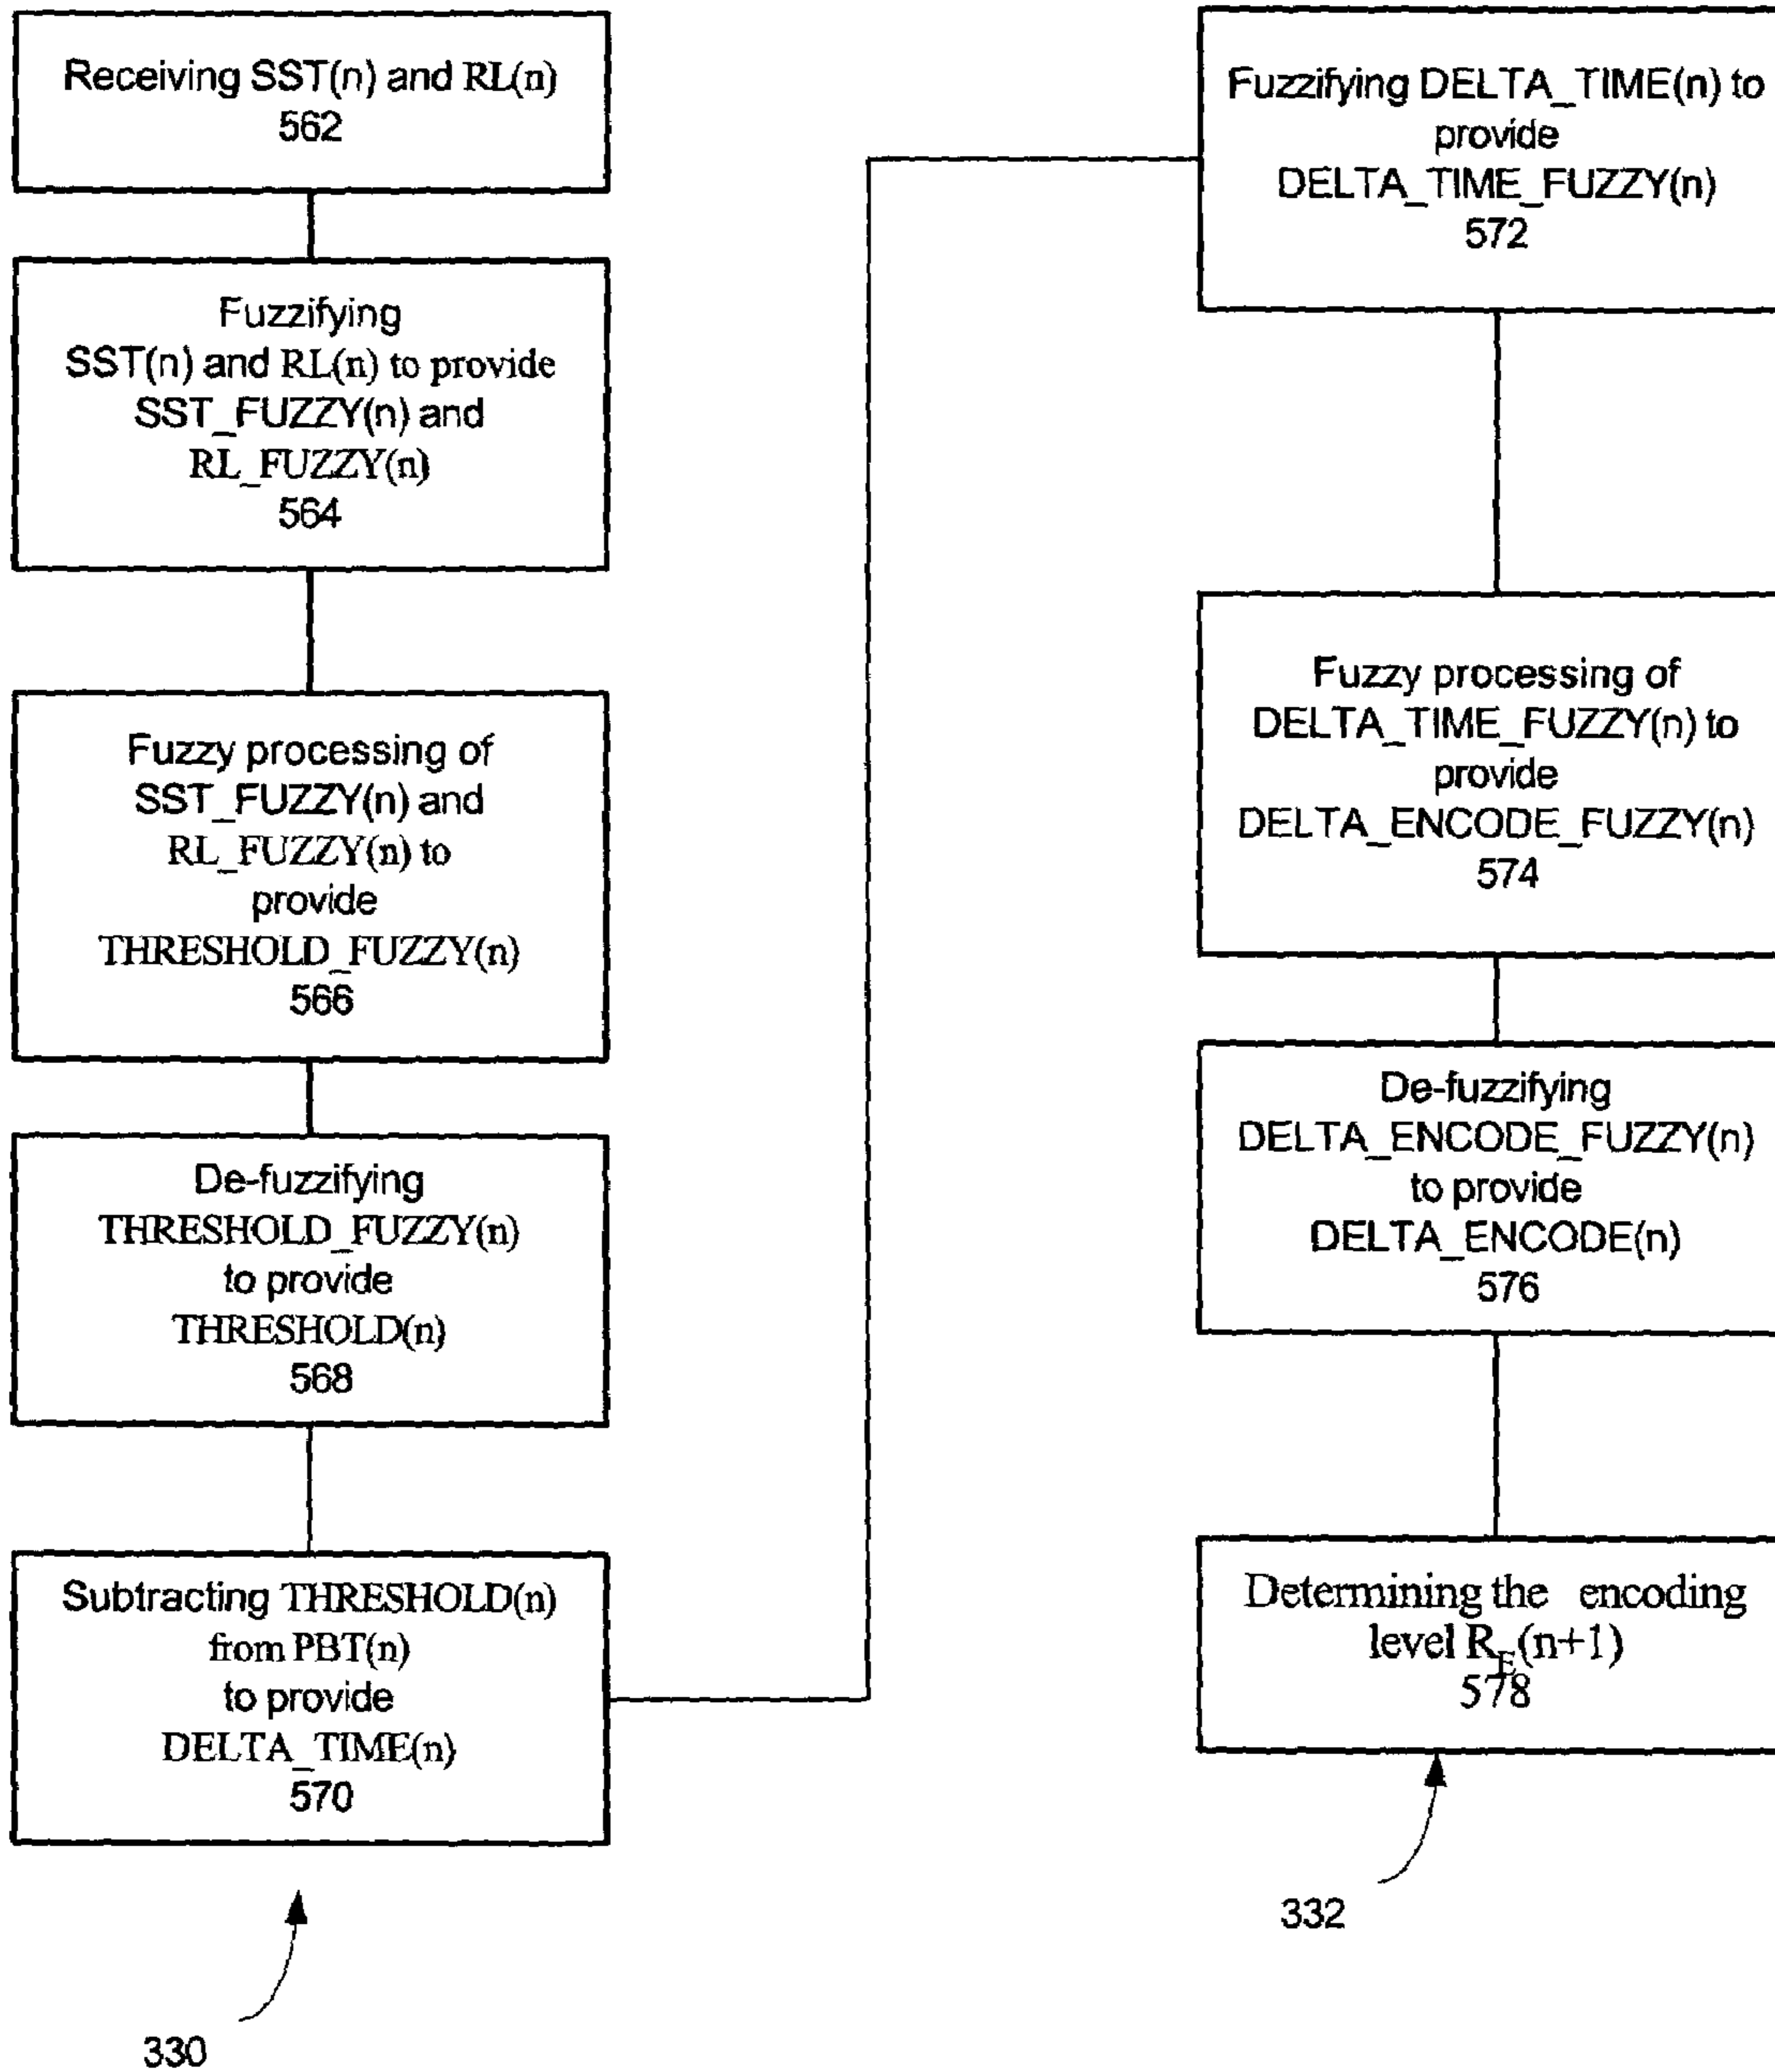 Receiving SST(n) and RL(n)
562
Fuzzifying
SST(n) and RL(n) to provide
SST_FUZZY(n) and
RL_FUZZY(n)
564
Fuzzy processing of
SST_FUZZY(n) and
RL_FUZZY(n) to
provide
THRESHOLD_FUZZY(n)
566
De-fuzzifying
THRESHOLD_FUZZY(n)
to provide
THRESHOLD(n)
568
Subtracting THRESHOLD(n)
from PBT(n)
to provide
DELTA_TIME(n)
570
330
Fuzzifying DELTA_TIME(n) to
provide
DELTA_TIME_FUZZY(n)
572
Fuzzy processing of
DELTA_TIME_FUZZY(n) to
provide
DELTA_ENCODE_FUZZY(n)
574
De-fuzzifying
DELTA_ENCODE_FUZZY(n)
to provide
DELTA_ENCODE(n)
576
Determining the encoding
level R_E(n+1)
578
332